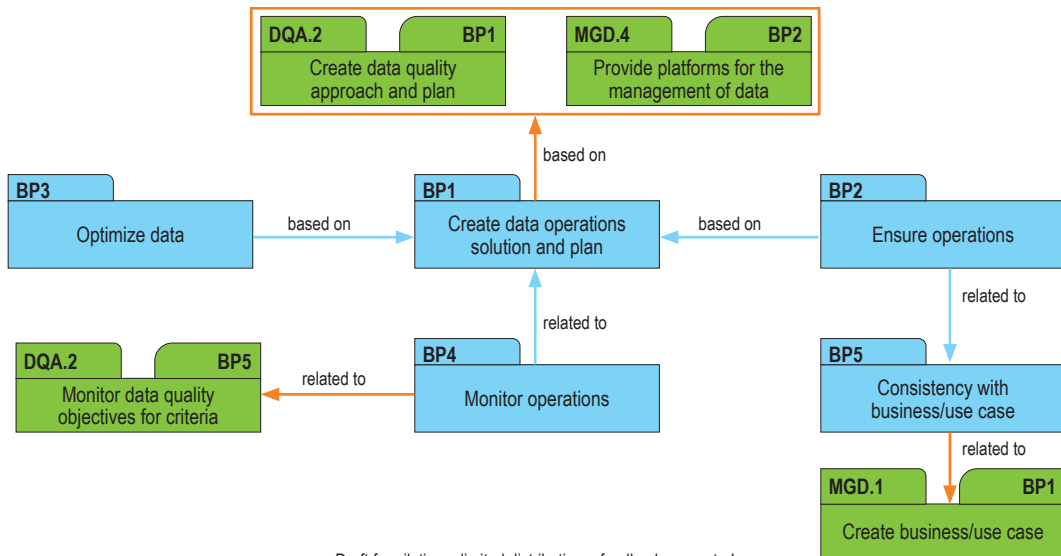 DQA.2 BP1
Create data quality
approach and plan
MGD.4 BP2
Provide platforms for the
management of data
based on
BP3
Optimize data
based on
BP1
Create data operations
solution and plan
based on
BP2
Ensure operations
related to
related to
DQA.2 BP5
Monitor data quality
objectives for criteria
related to
BP4
Monitor operations
BP5
Consistency with
business/use case
related to
MGD.1 BP1
Create business/use case